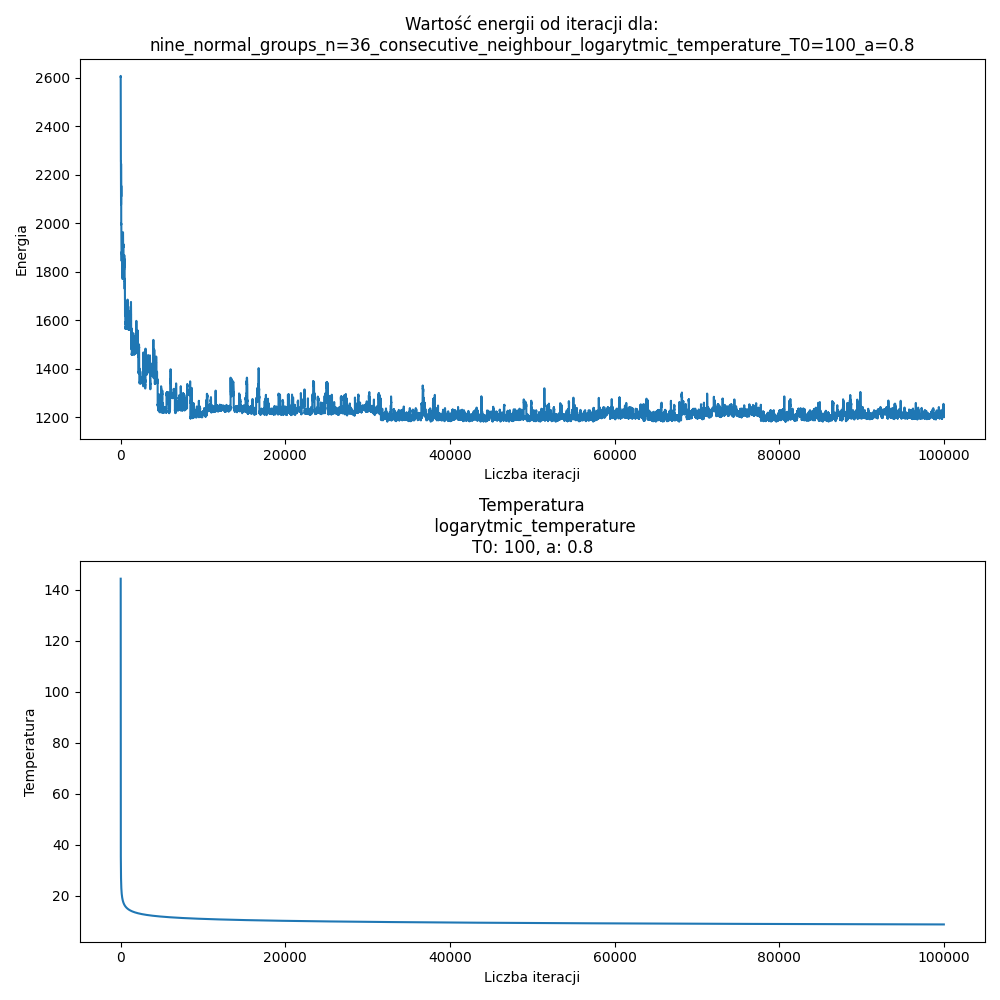 Wartość energii od iteracji dla:
nine_normal_groups_n=36_consecutive_neighbour_logarytmic_temperature_T0=100_a=0.8
2600
2400
2200
2000
1800
1600
1400
1200
Energia
0 20000 40000 60000 80000 100000
Liczba iteracji
Temperatura
logarytmic_temperature
T0: 100, a: 0.8
140
120
100
80
60
40
20
Temperatura
0 20000 40000 60000 80000 100000
Liczba iteracji